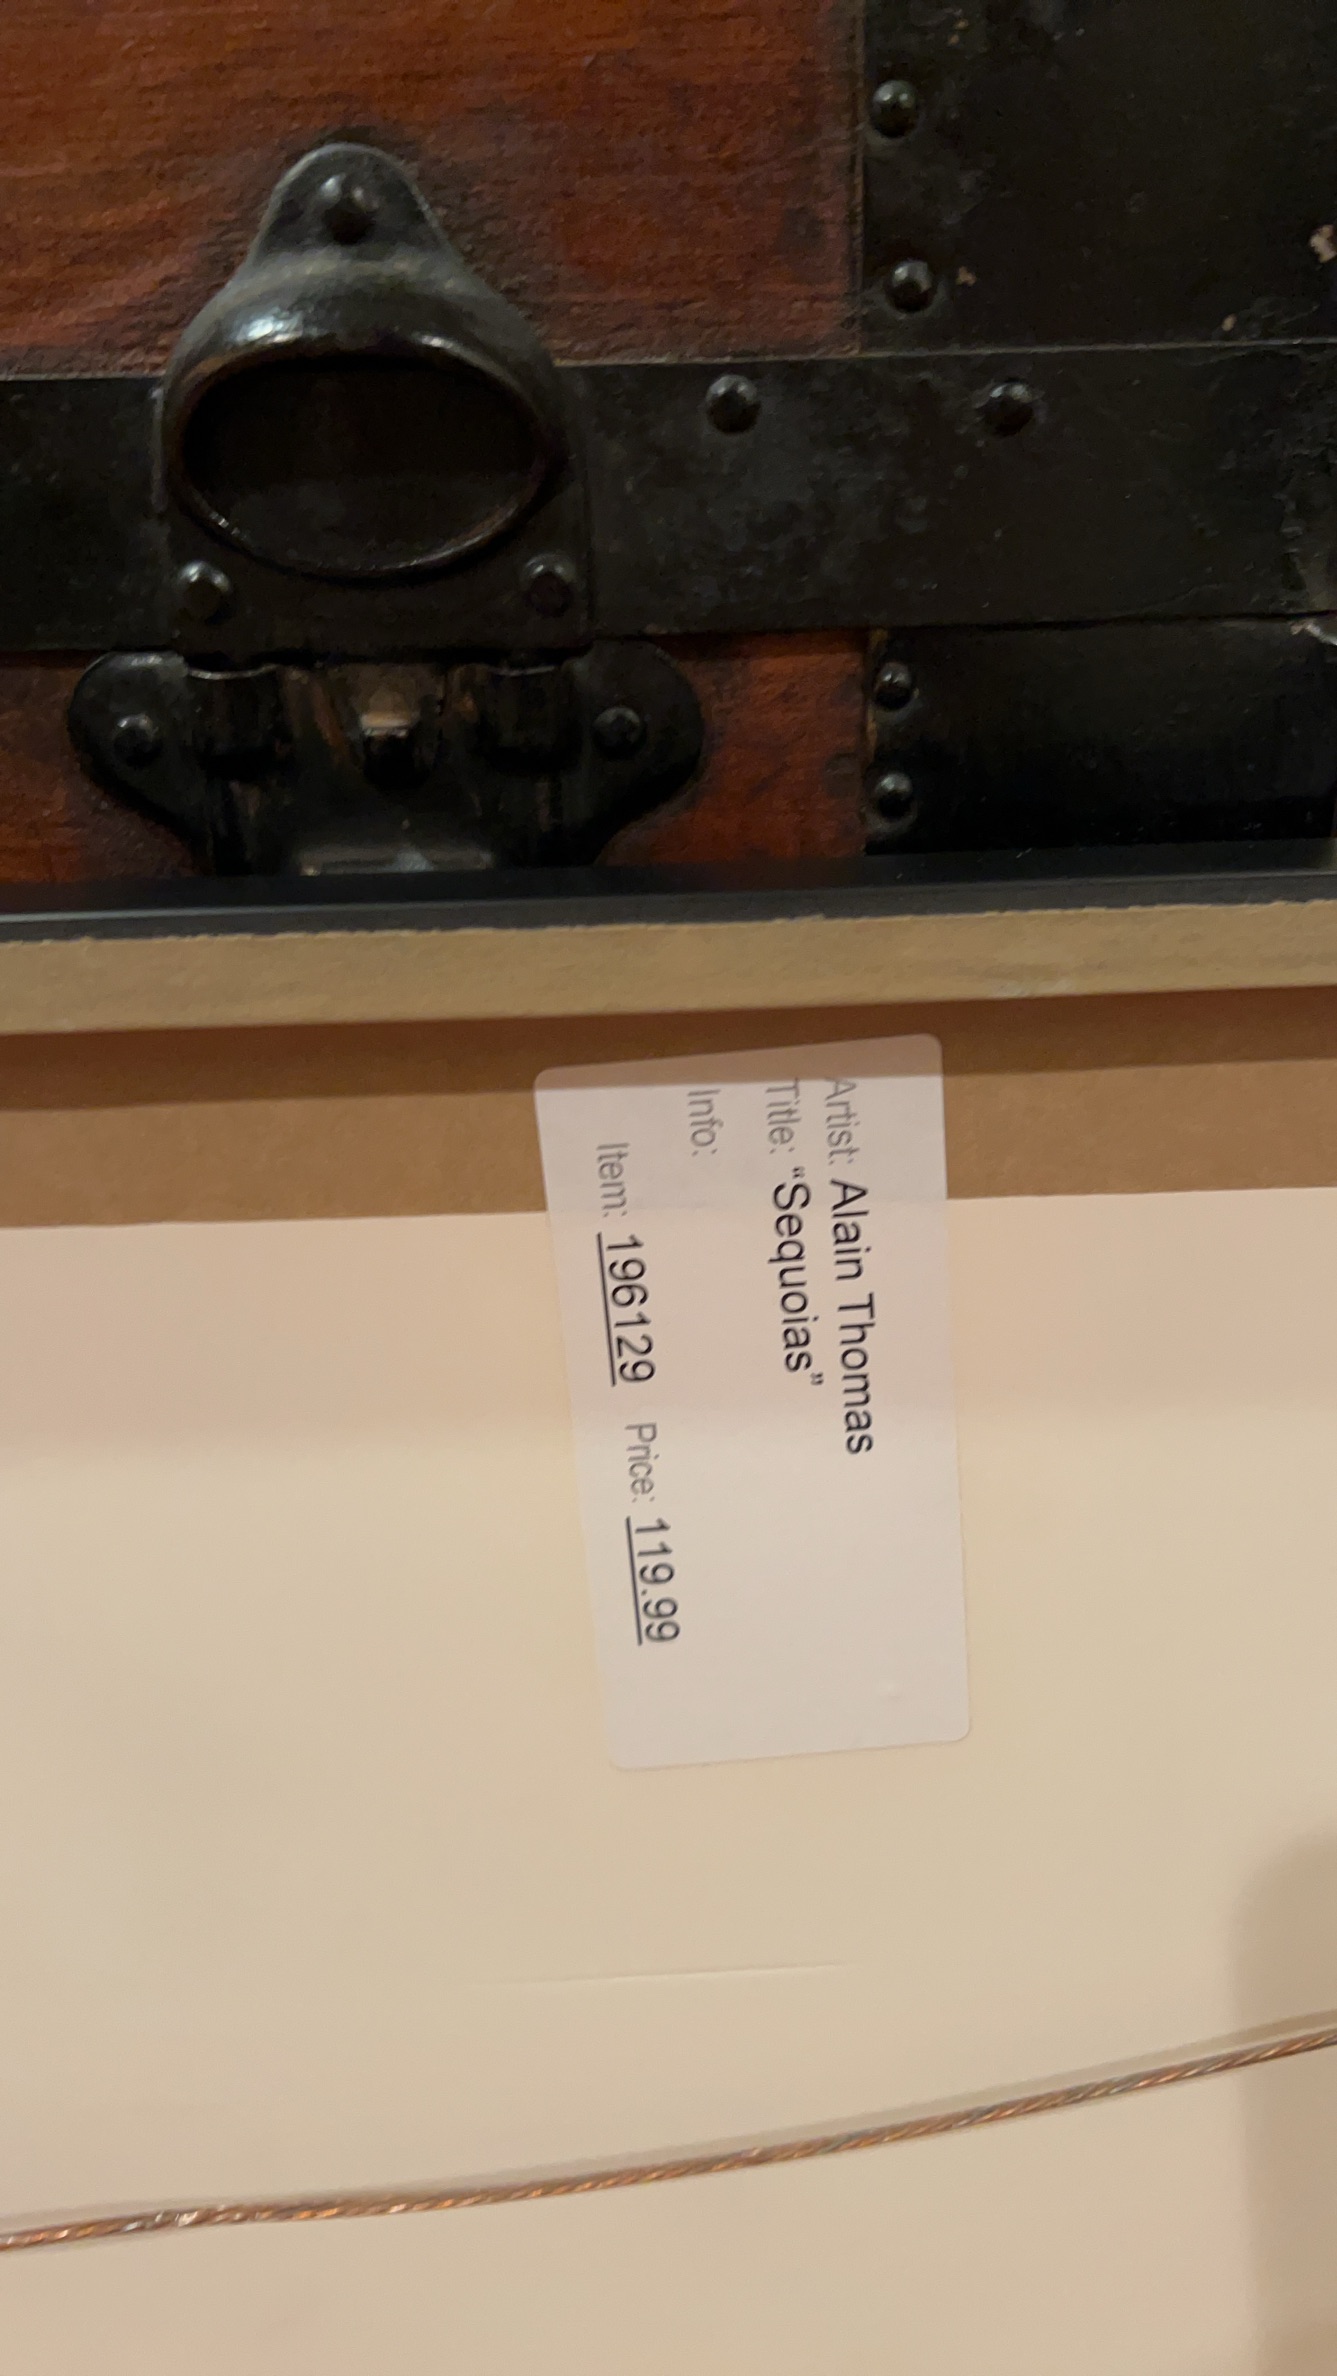 Artist: Alain Thomas
Title: “Sequoias”
Info:
Item: 196129 Price: 119.99